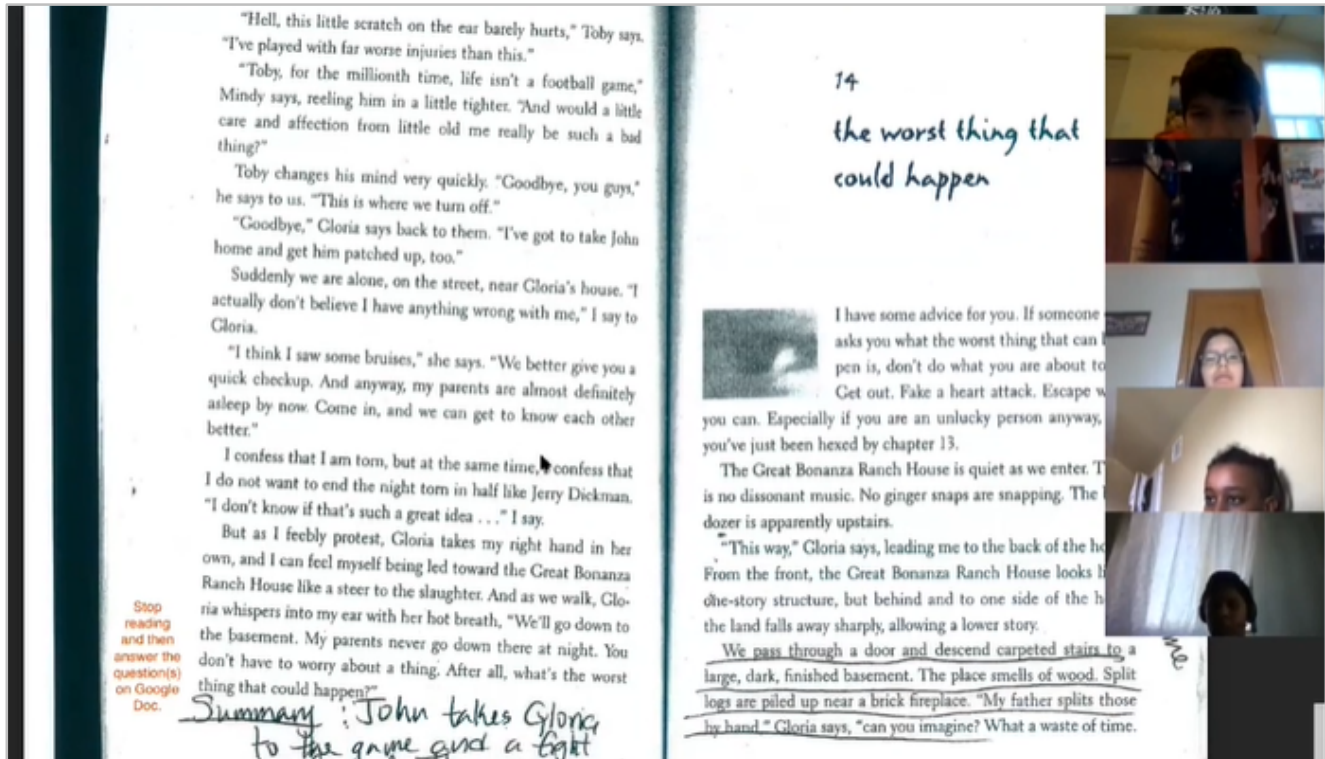 "Hell, this little scratch on the ear barely hurts," Toby says.
"I've played with far worse injuries than this."
"Toby, for the millionth time, life isn't a football game,"
Mindy says, reeling him in a little tighter. "And would a little
care and affection from little old me really be such a bad
thing?"
Toby changes his mind very quickly. "Goodbye, you guys,"
he says to us. "This is where we turn off."
"Goodbye," Gloria says back to them. "I've got to take John
home and get him patched up, too."
Suddenly we are alone, on the street, near Gloria's house. "I
actually don't believe I have anything wrong with me," I say to
Gloria.
"I think I saw some bruises," she says. "We better give you a
quick checkup. And anyway, my parents are almost definitely
asleep by now. Come in, and we can get to know each other
better."
I confess that I am torn, but at the same time, confess that
I do not want to end the night torn in half like Jerry Dickman.
"I don't know if that's such a great idea . . ." I say.
But as I feebly protest, Gloria takes my right hand in her
own, and I can feel myself being led toward the Great Bonanza
Ranch House like a steer to the slaughter. And as we walk, Glo-
ria whispers into my ear with her hot breath, "We'll go down to
the basement. My parents never go down there at night. You
don't have to worry about a thing. After all, what's the worst
thing that could happen?"
Stop
reading
and then
answer the
question(s)
on Google
Doc.
Summary : John takes Gloria
to the game and a fight
14
the worst thing that
could happen
I have some advice for you. If someone
asks you what the worst thing that can
pen is, don't do what you are about to
Get out. Fake a heart attack. Escape w
you can. Especially if you are an unlucky person anyway,
you've just been hexed by chapter 13.
The Great Bonanza Ranch House is quiet as we enter. T
is no dissonant music. No ginger snaps are snapping. The
dozer is apparently upstairs.
"This way," Gloria says, leading me to the back of the ho
From the front, the Great Bonanza Ranch House looks li
one-story structure, but behind and to one side of the h
the land falls away sharply, allowing a lower story.
We pass through a door and descend carpeted stairs to a
large, dark, finished basement. The place smells of wood. Split
logs are piled up near a brick fireplace. "My father splits those
by hand," Gloria says, "can you imagine? What a waste of time.
me